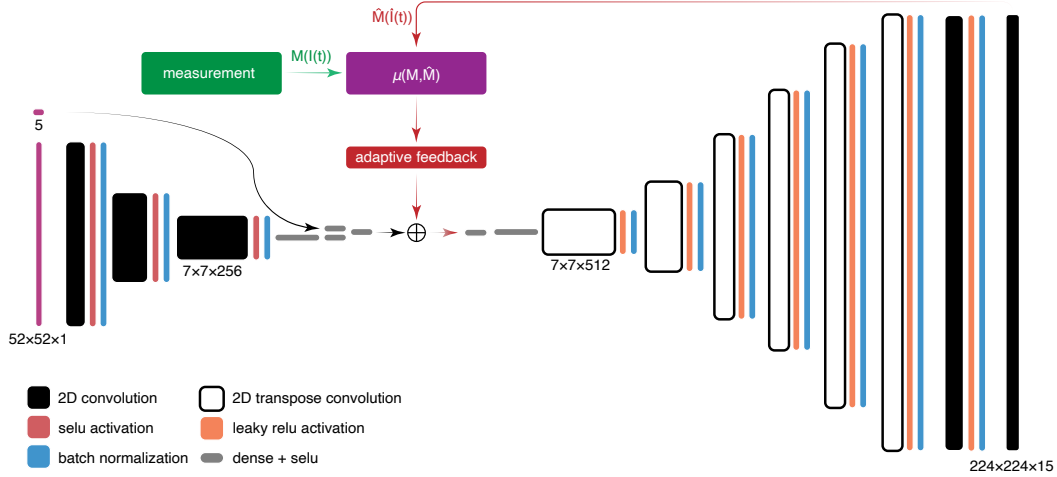 M̂(Î(t))
M(I(t))
measurement
μ(M,M̂)
5
adaptive feedback
7×7×256
7×7×512
52×52×1
2D convolution
2D transpose convolution
selu activation
leaky relu activation
batch normalization
dense + selu
224×224×15